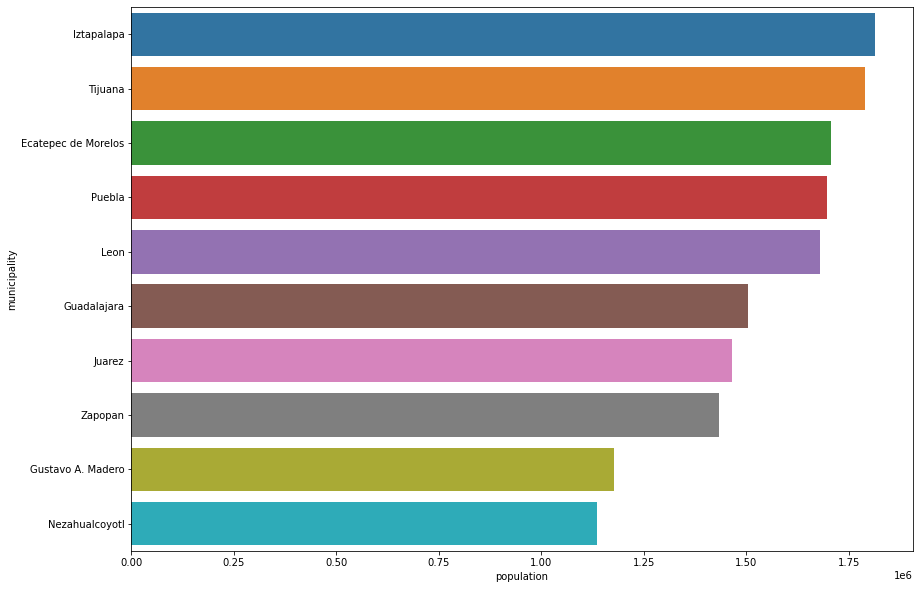 municipality
Iztapalapa
Tijuana
Ecatepec de Morelos
Puebla
Leon
Guadalajara
Juarez
Zapopan
Gustavo A. Madero
Nezahualcoyotl
0.00 0.25 0.50 0.75 1.00 1.25 1.50 1.75
1e6
population